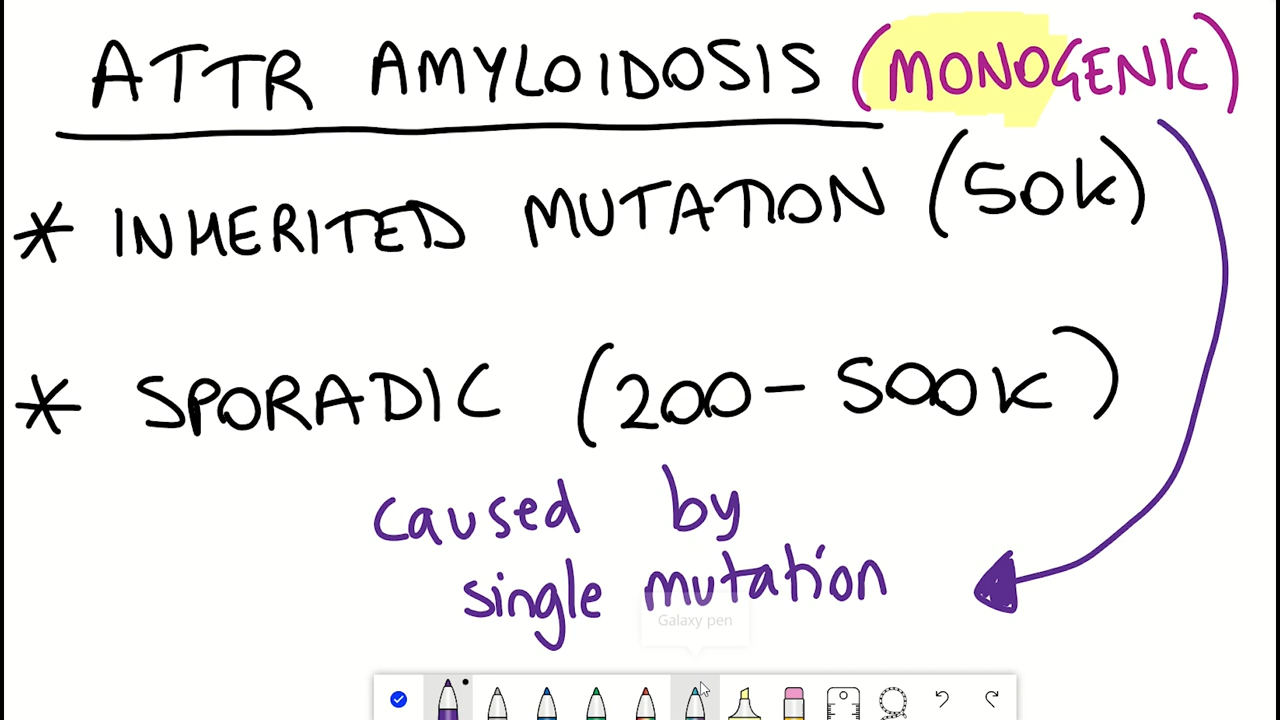 ATTR AMYLOIDOSIS (MONOGENIC)
* INHERITED MUTATION (50K)
* SPORADIC (200-500K)
caused by
single mutation
Galaxy pen